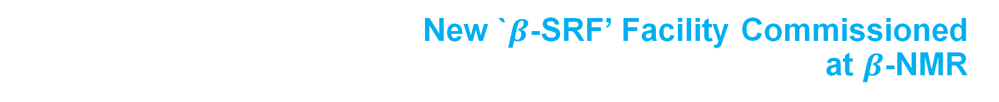 New `β-SRF’ Facility Commissioned
at β-NMR